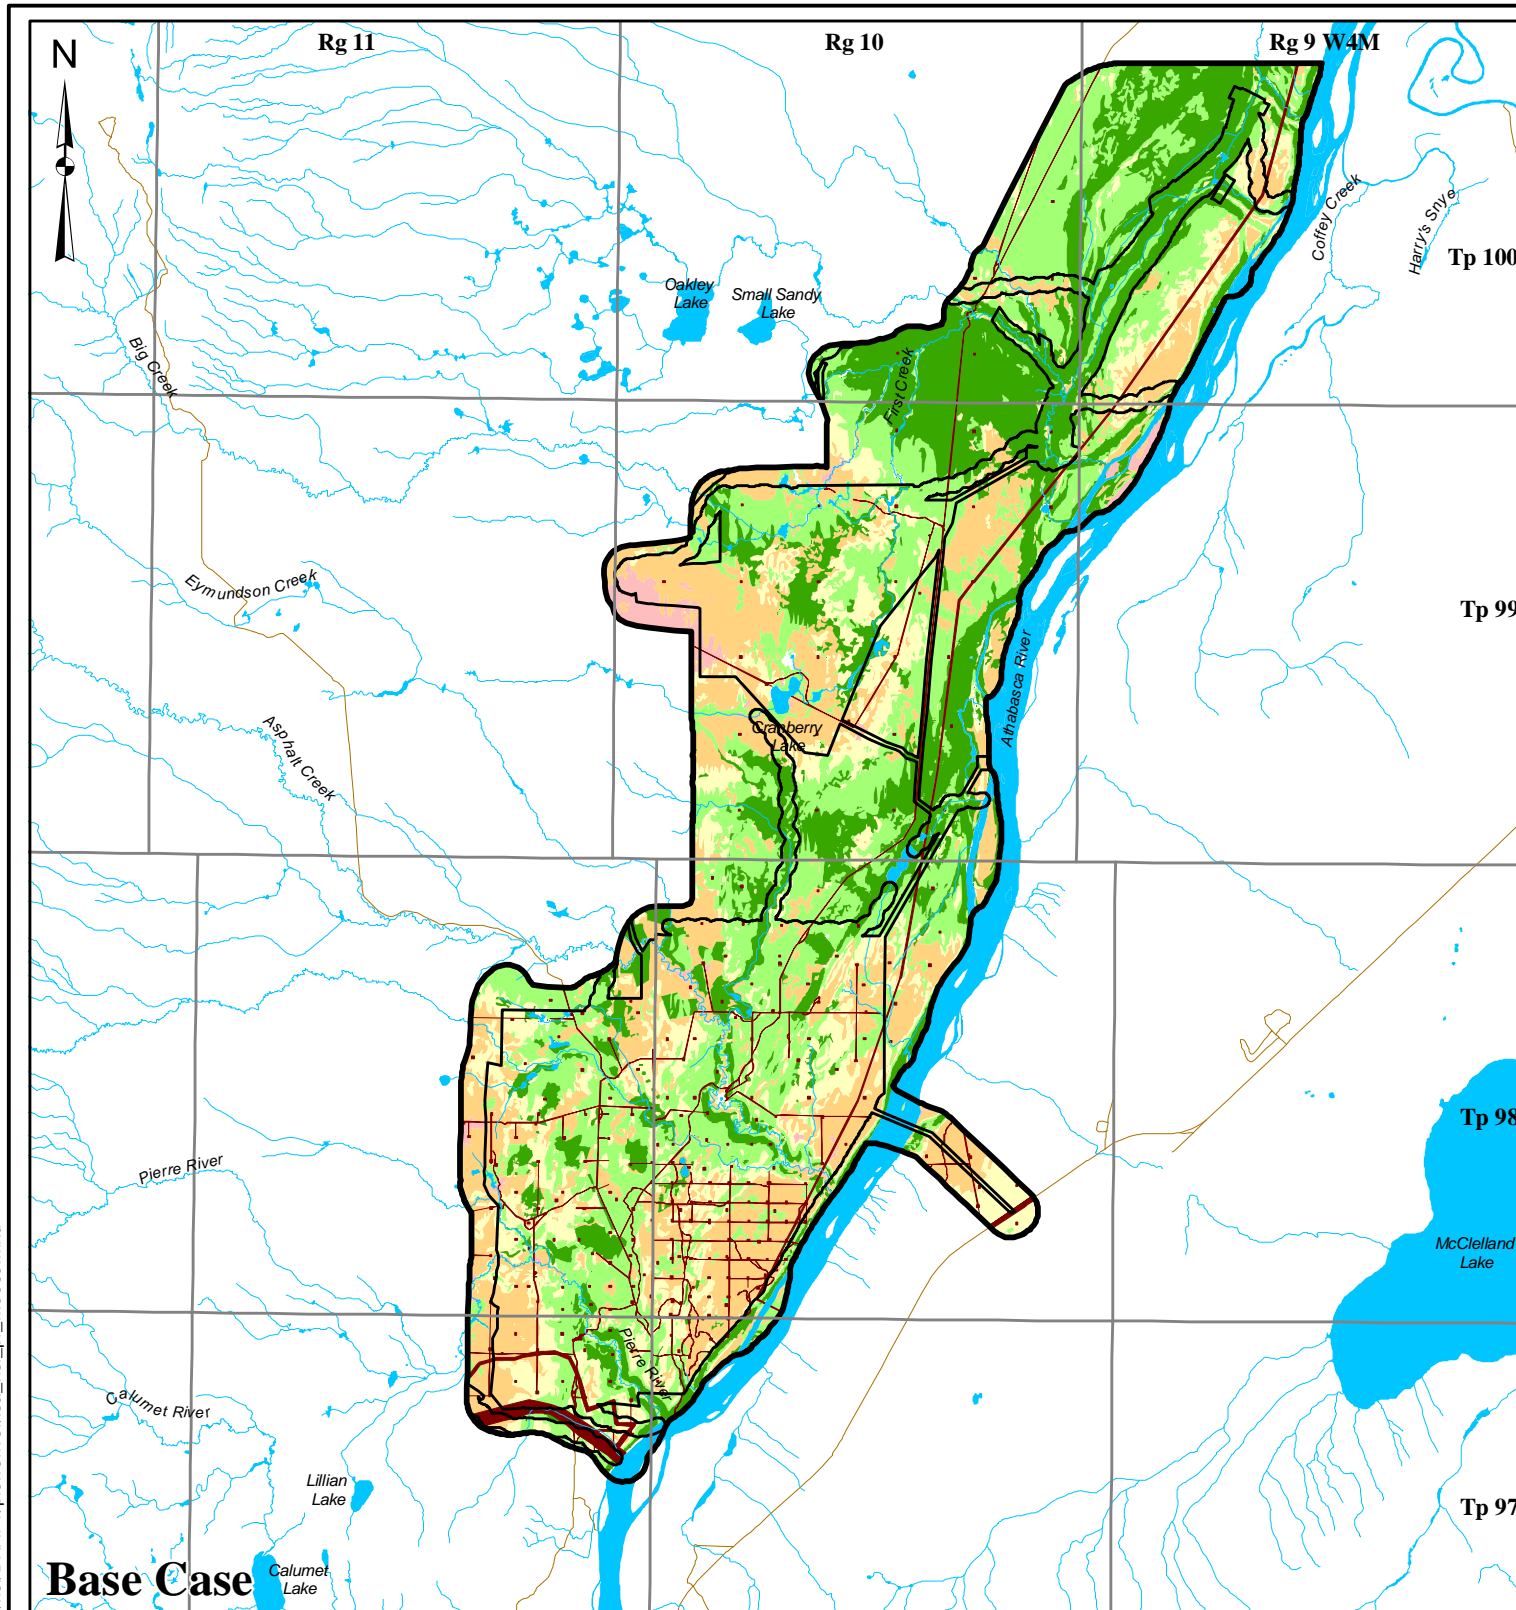 N
Rg 11
Rg 10
Rg 9 W4M
Coffey Creek
Harry's Snye
Tp 100
Oakley
Lake
Small Sandy
Lake
Big Creek
First Creek
Eymundson Creek
Tp 99
Athabasca River
Asphalt Creek
Cranberry
Lake
Tp 98
Pierre River
McClelland
Lake
Pierre River
Calumet River
Lillian
Lake
Tp 97
Base Case
Calumet
Lake